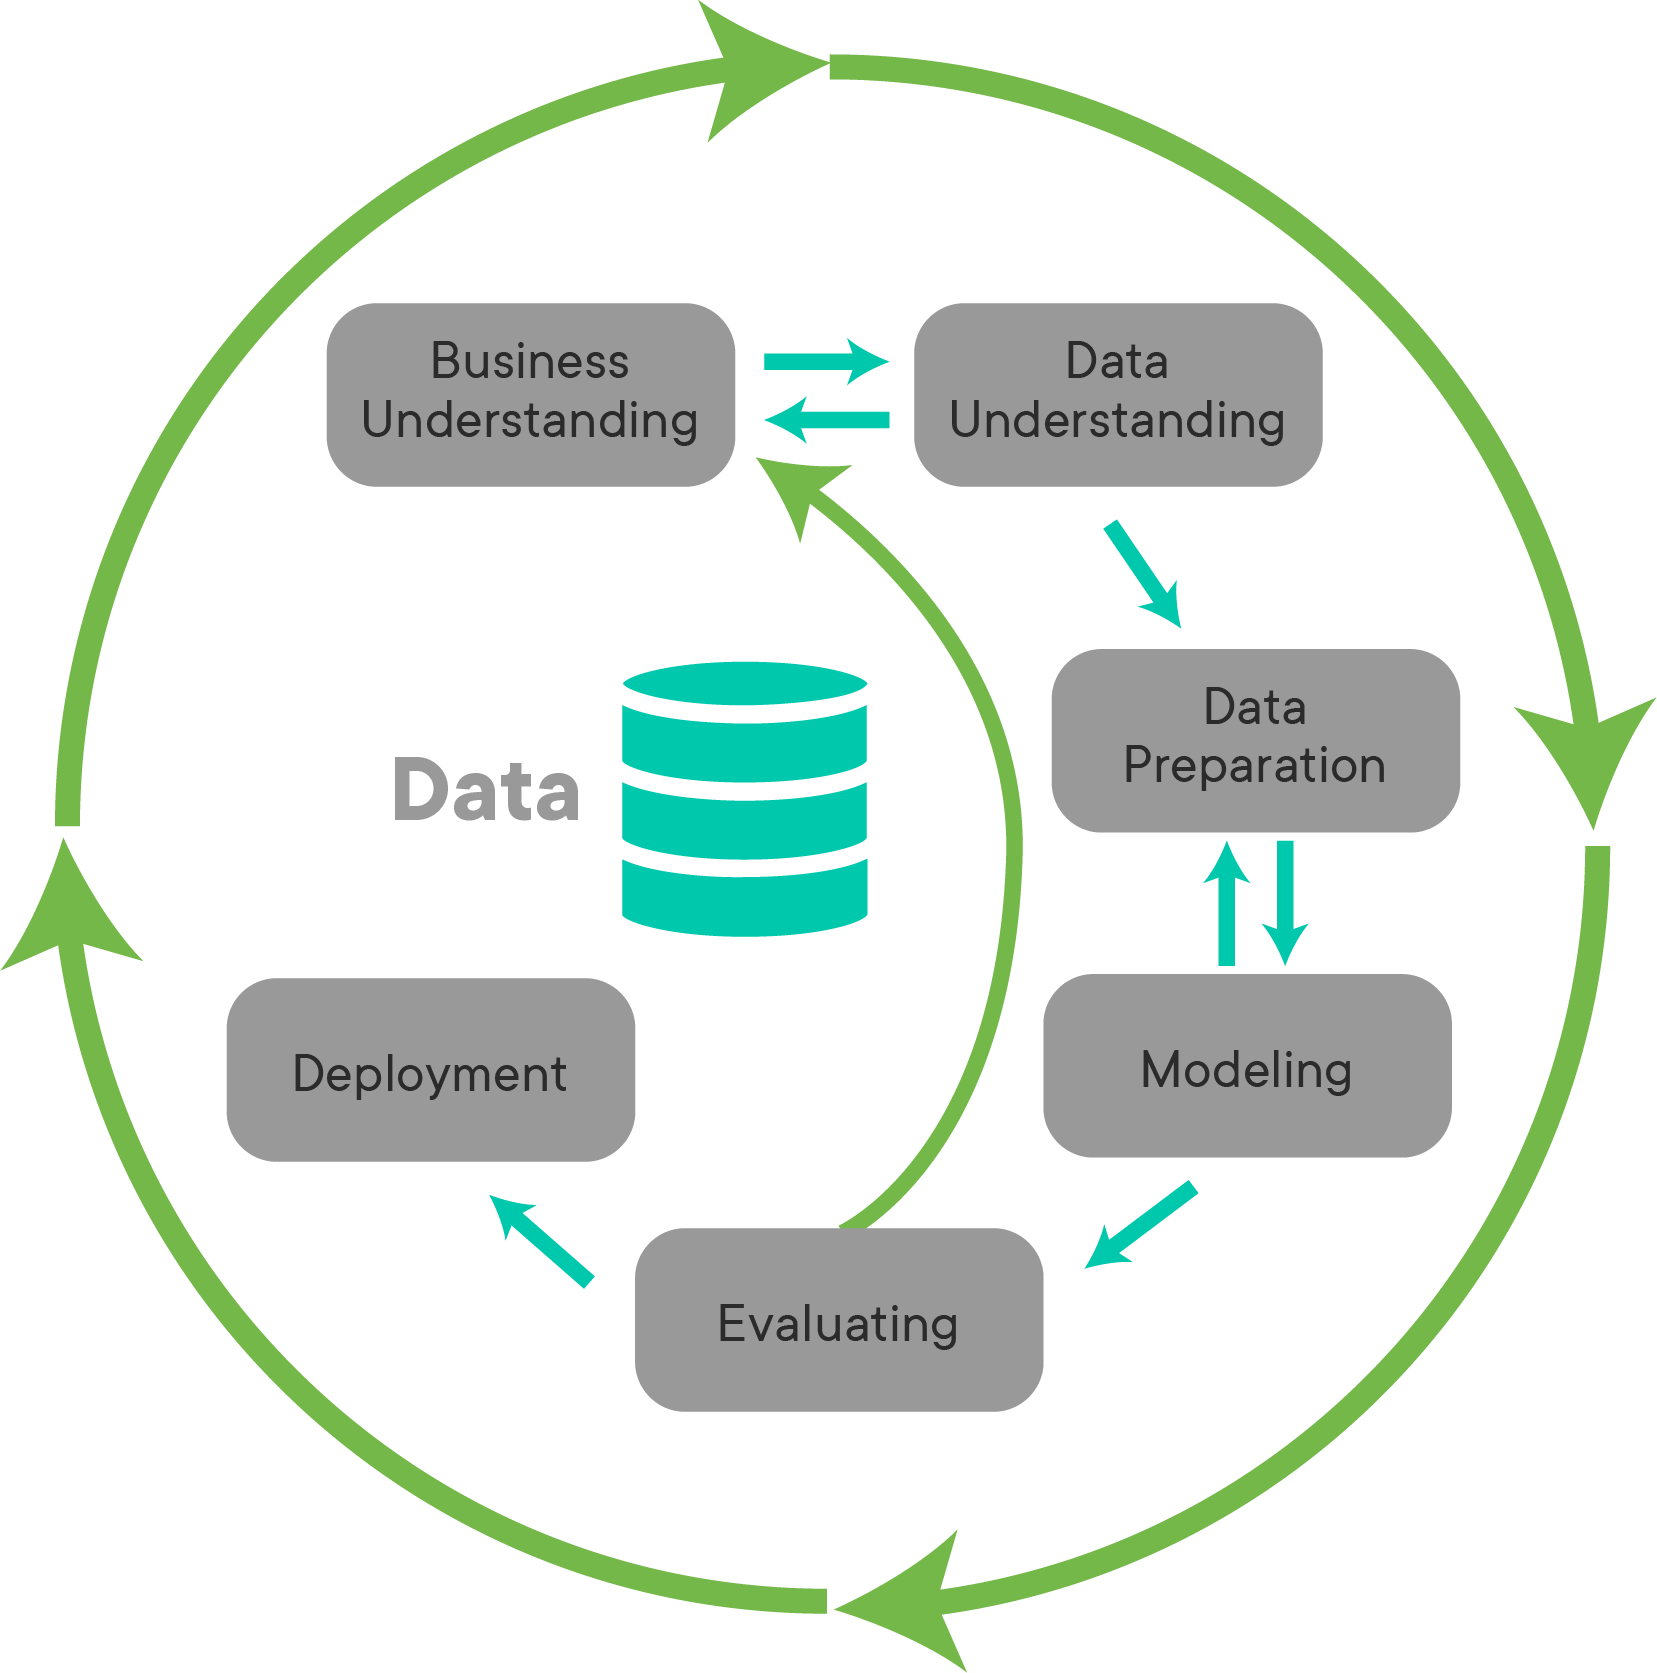 Business
Understanding
Data
Understanding
Data
Preparation
Data
Deployment
Modeling
Evaluating